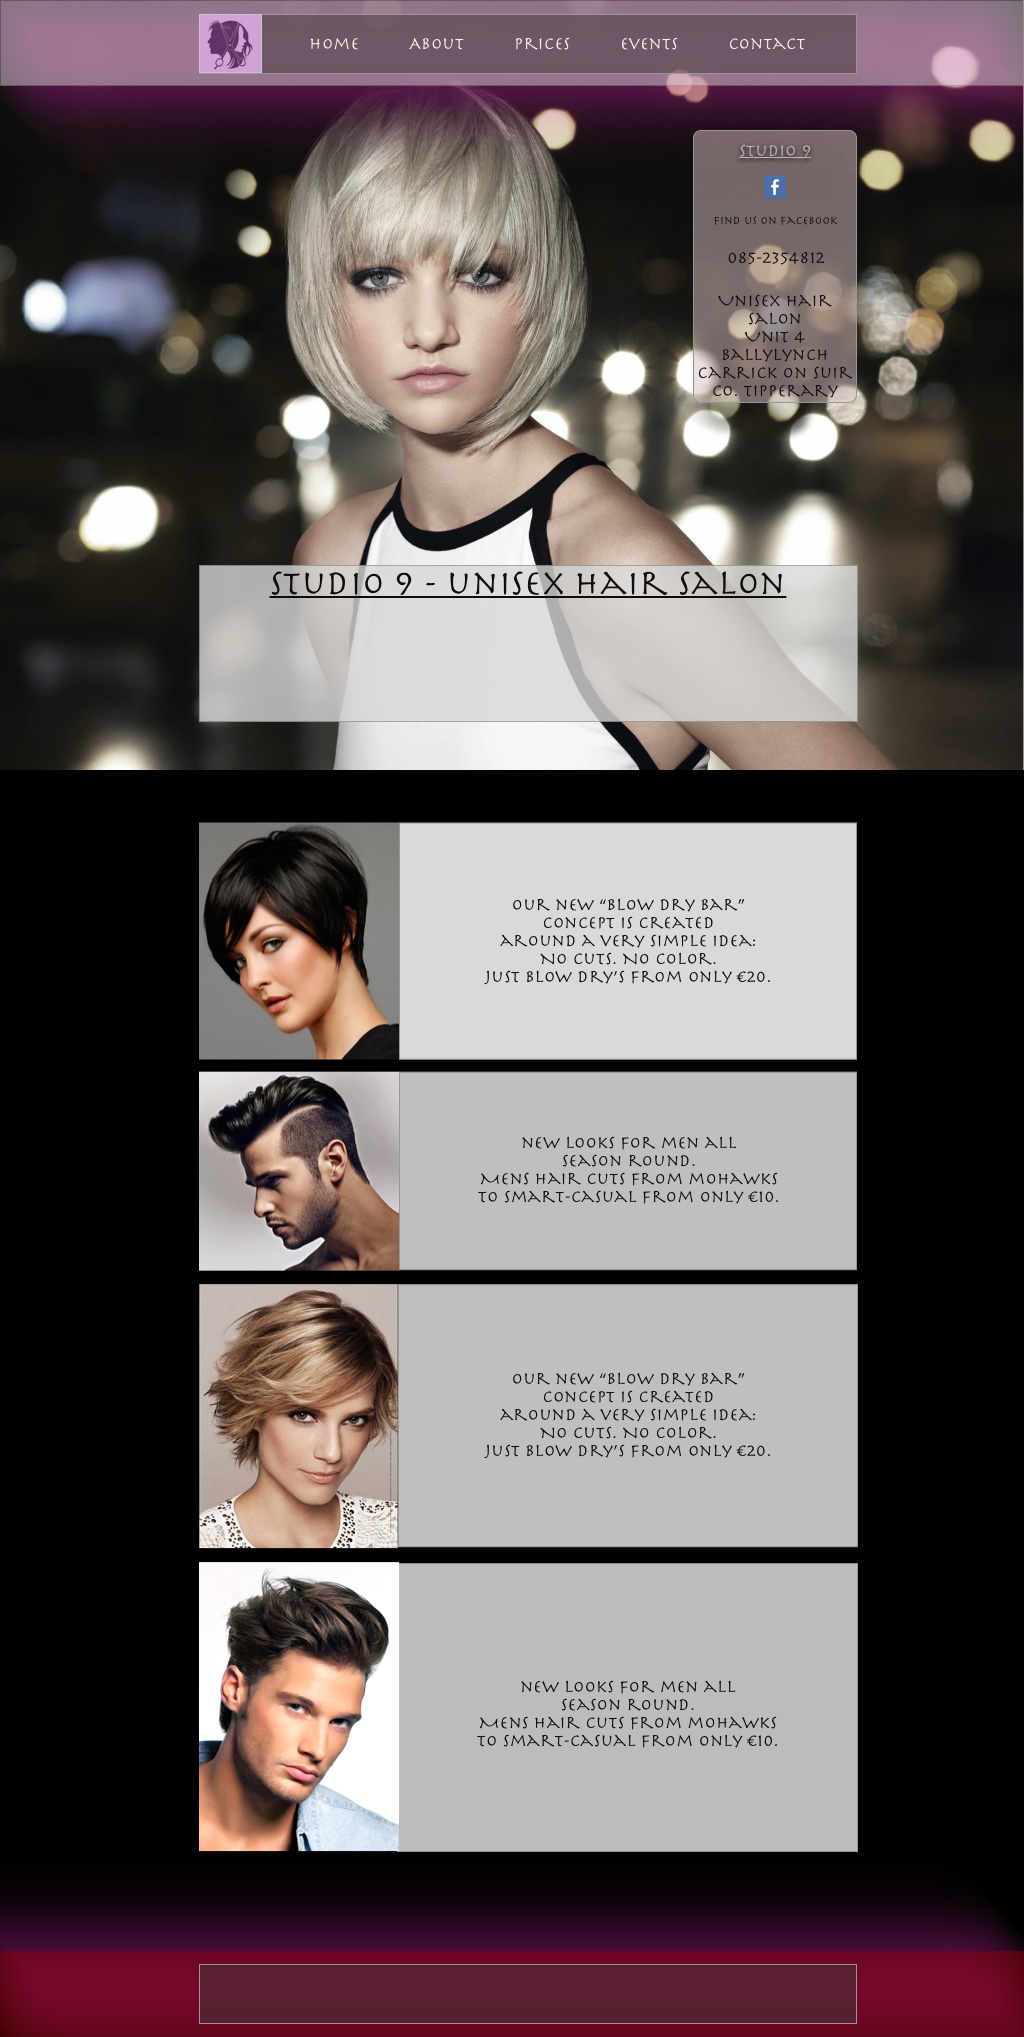 Home About Prices Events Contact
Studio 9
f
Find us on Facebook
085-2354812
Unisex Hair
Salon
Unit 4
Ballylynch
Carrick on Suir
Co. Tipperary
Studio 9 - Unisex Hair Salon
Our new “Blow Dry Bar”
concept is created
around a very simple idea:
No cuts. No color.
Just blow dry’s from only €20.
New looks for men all
season round.
Mens hair cuts from mohawks
to smart-casual from only €10.
Our new “Blow Dry Bar”
concept is created
around a very simple idea:
No cuts. No color.
Just blow dry’s from only €20.
New looks for men all
season round.
Mens hair cuts from mohawks
to smart-casual from only €10.